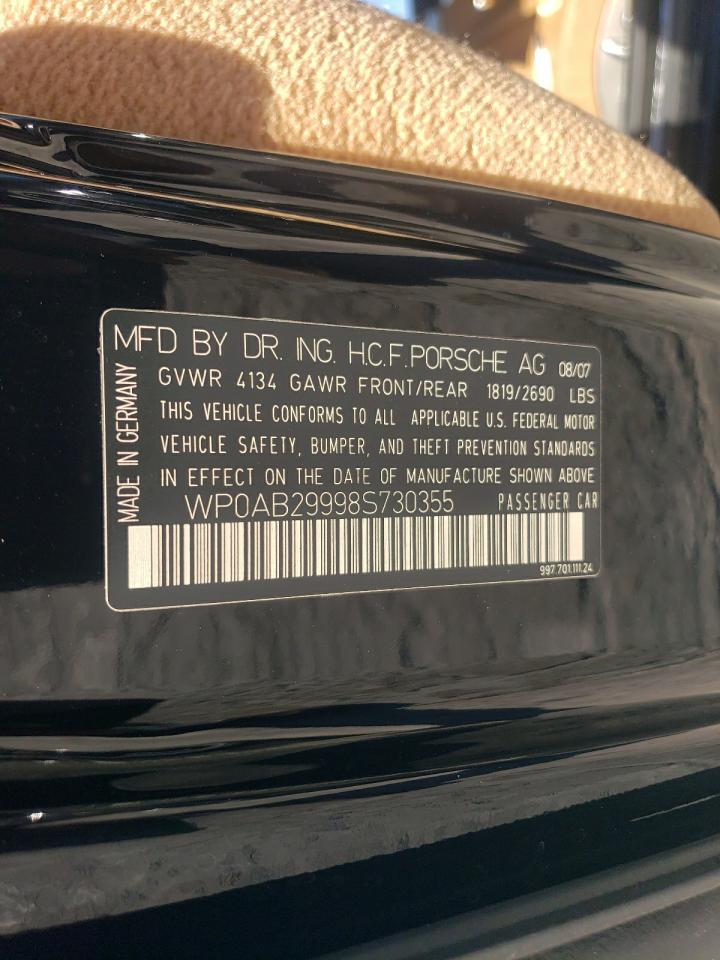 MFD BY DR. ING. H.C.F.PORSCHE AG 08/07
GVWR 4134 GAWR FRONT/REAR 1819/2690 LBS
THIS VEHICLE CONFORMS TO ALL APPLICABLE U.S. FEDERAL MOTOR
VEHICLE SAFETY, BUMPER, AND THEFT PREVENTION STANDARDS
IN EFFECT ON THE DATE OF MANUFACTURE SHOWN ABOVE
WP0AB29998S730355 PASSENGER CAR
997.701.111.24
MADE IN GERMANY